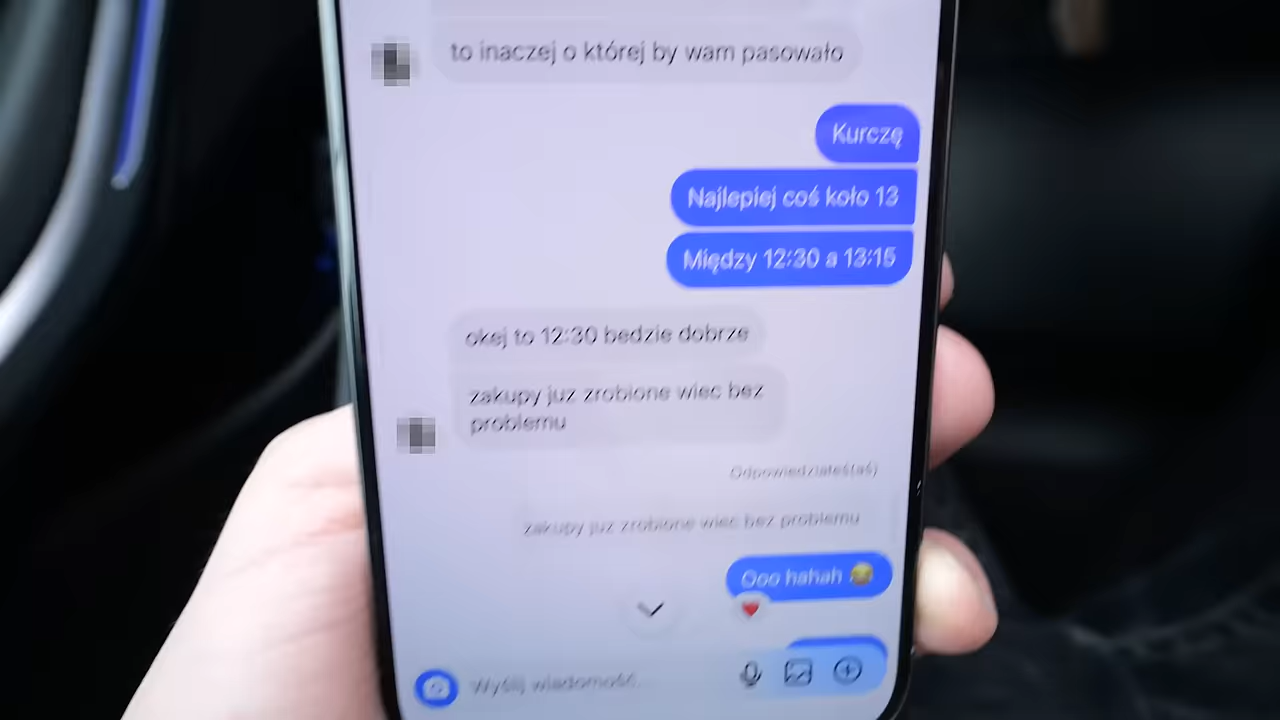 to inaczej o której by wam pasowało
Kurczę
Najlepiej coś koło 13
Między 12:30 a 13:15
okej to 12:30 bedzie dobrze
zakupy juz zrobione wiec bez
problemu
Odpowiedziałeś(aś)
zakupy juz zrobione wiec bez problemu
Ooo hahah 😂
Wyślij wiadomość...